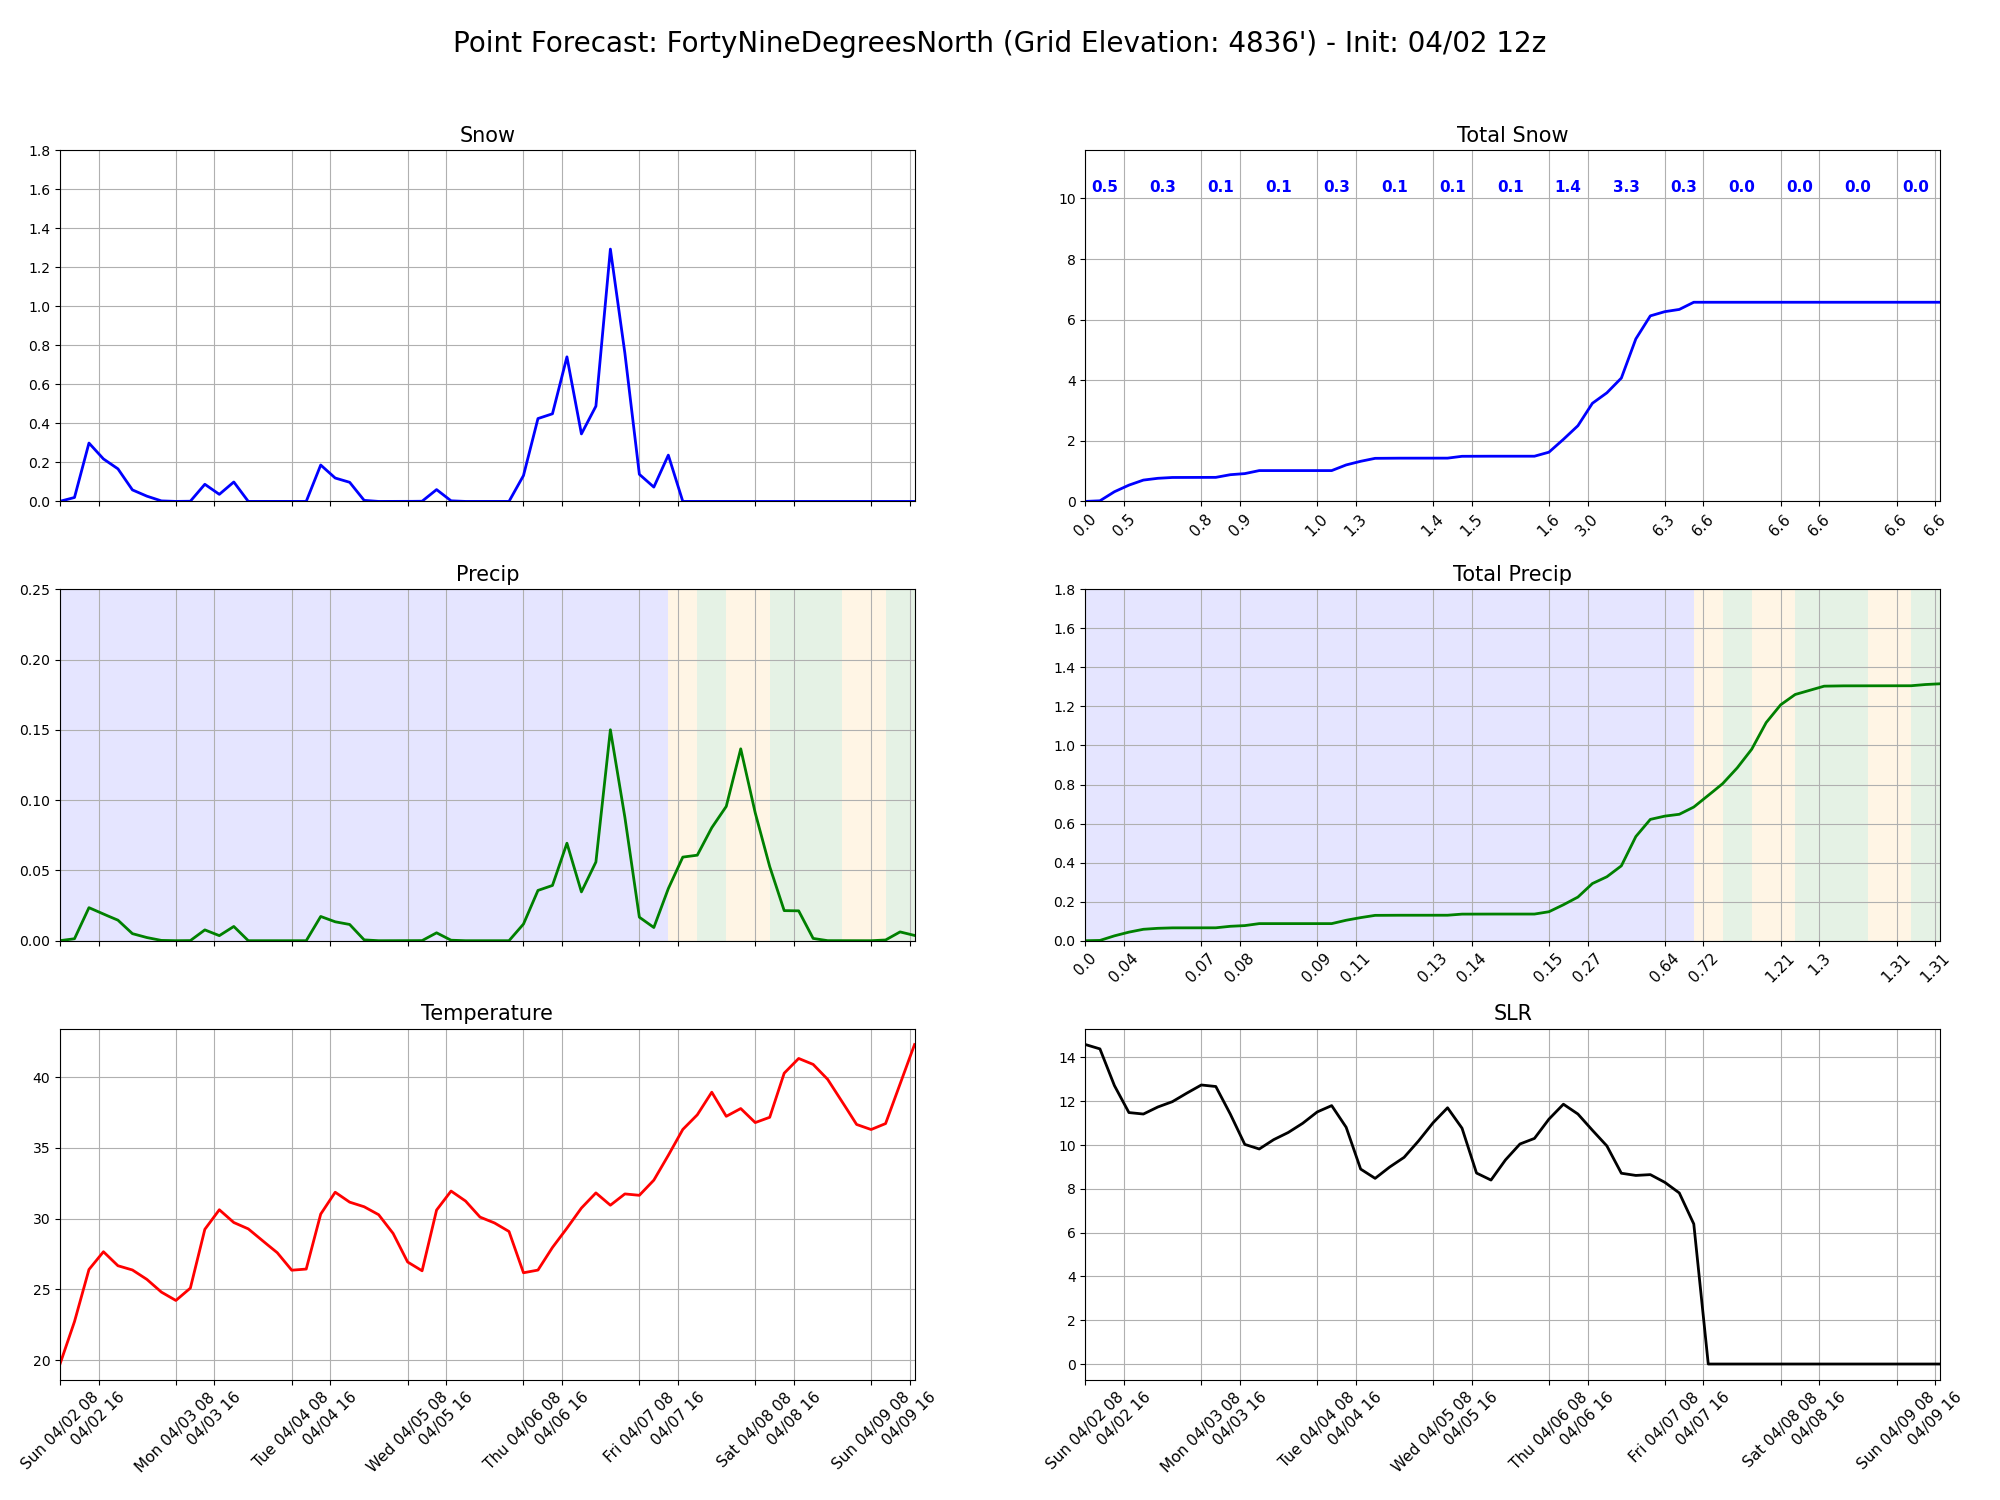 Point Forecast: FortyNineDegreesNorth (Grid Elevation: 4836') - Init: 04/02 12z
Snow
1.8
1.6
1.4
1.2
1.0
0.8
0.6
0.4
0.2
0.0
Total Snow
0.5 0.3 0.1 0.1 0.3 0.1 0.1 0.1 1.4 3.3 0.3 0.0 0.0 0.0 0.0
10
8
6
4
2
0
0.0 0.5 0.8 0.9 1.0 1.3 1.4 1.5 1.6 3.0 6.3 6.6 6.6 6.6 6.6 6.6
Precip
0.25
0.20
0.15
0.10
0.05
0.00
Total Precip
1.8
1.6
1.4
1.2
1.0
0.8
0.6
0.4
0.2
0.0
0.0 0.04 0.07 0.08 0.09 0.11 0.13 0.14 0.15 0.27 0.64 0.72 1.21 1.3 1.31 1.31
Temperature
40
35
30
25
20
Sun 04/02 08
04/02 16
Mon 04/03 08
04/03 16
Tue 04/04 08
04/04 16
Wed 04/05 08
04/05 16
Thu 04/06 08
04/06 16
Fri 04/07 08
04/07 16
Sat 04/08 08
04/08 16
Sun 04/09 08
04/09 16
SLR
14
12
10
8
6
4
2
0
Sun 04/02 08
04/02 16
Mon 04/03 08
04/03 16
Tue 04/04 08
04/04 16
Wed 04/05 08
04/05 16
Thu 04/06 08
04/06 16
Fri 04/07 08
04/07 16
Sat 04/08 08
04/08 16
Sun 04/09 08
04/09 16